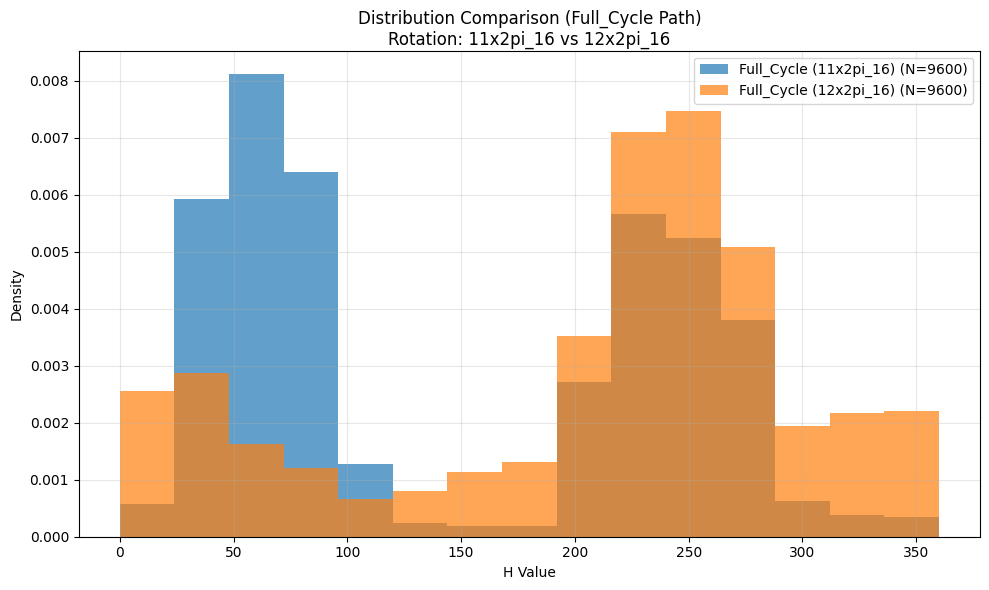 Distribution Comparison (Full_Cycle Path)
Rotation: 11x2pi_16 vs 12x2pi_16
Full_Cycle (11x2pi_16) (N=9600)
Full_Cycle (12x2pi_16) (N=9600)
Density
0.008
0.007
0.006
0.005
0.004
0.003
0.002
0.001
0.000
0 50 100 150 200 250 300 350
H Value